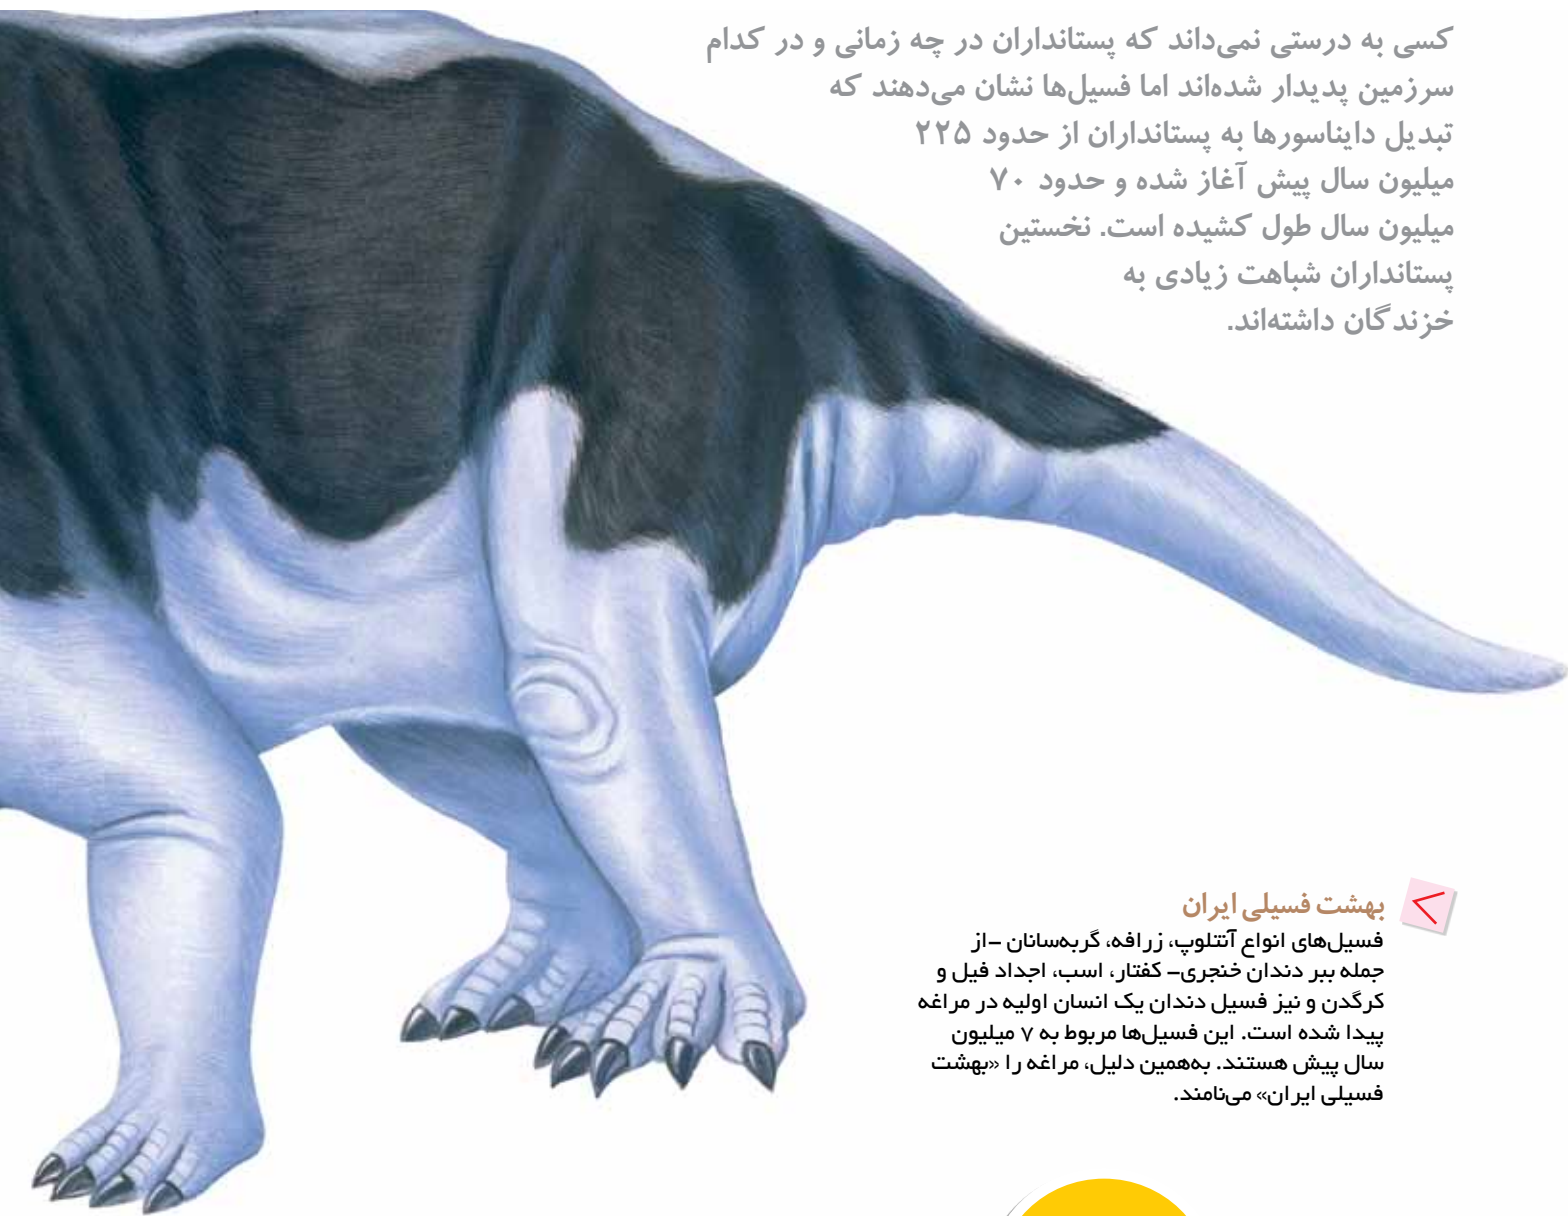 کسی به درستی نمی‌داند که پستانداران در چه زمانی و در کدام
سرزمین پدیدار شده‌اند اما فسیل‌ها نشان می‌دهند که
تبدیل دایناسورها به پستانداران از حدود ۲۲۵
میلیون سال پیش آغاز شده و حدود ۷۰
میلیون سال طول کشیده است. نخستین
پستانداران شباهت زیادی به
خزندگان داشته‌اند.
بهشت فسیلی ایران
فسیل‌های انواع آنتلوپ، زرافه، گربه‌سانان –از
جمله ببر دندان خنجری– کفتار، اسب، اجداد فیل و
کرگدن و نیز فسیل دندان یک انسان اولیه در مراغه
پیدا شده است. این فسیل‌ها مربوط به ۷ میلیون
سال پیش هستند. به‌همین دلیل، مراغه را «بهشت
فسیلی ایران» می‌نامند.